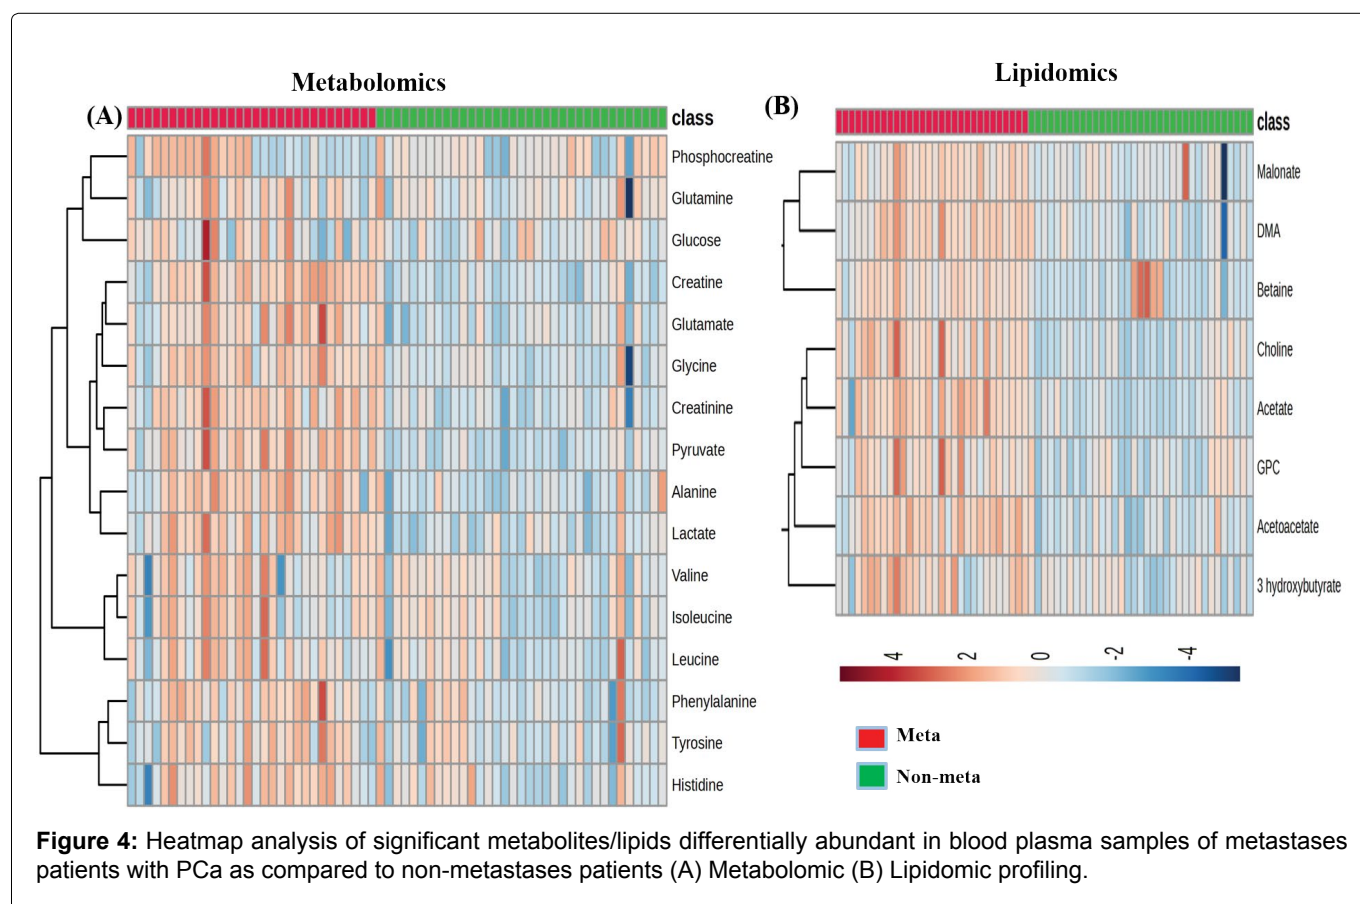 Metabolomics
(A)
class
Phosphocreatine
Glutamine
Glucose
Creatine
Glutamate
Glycine
Creatinine
Pyruvate
Alanine
Lactate
Valine
Isoleucine
Leucine
Phenylalanine
Tyrosine
Histidine
Lipidomics
(B)
class
Malonate
DMA
Betaine
Choline
Acetate
GPC
Acetoacetate
3 hydroxybutyrate
4 2 0 -2 -4
Meta
Non-meta
Figure 4: Heatmap analysis of significant metabolites/lipids differentially abundant in blood plasma samples of metastases
patients with PCa as compared to non-metastases patients (A) Metabolomic (B) Lipidomic profiling.